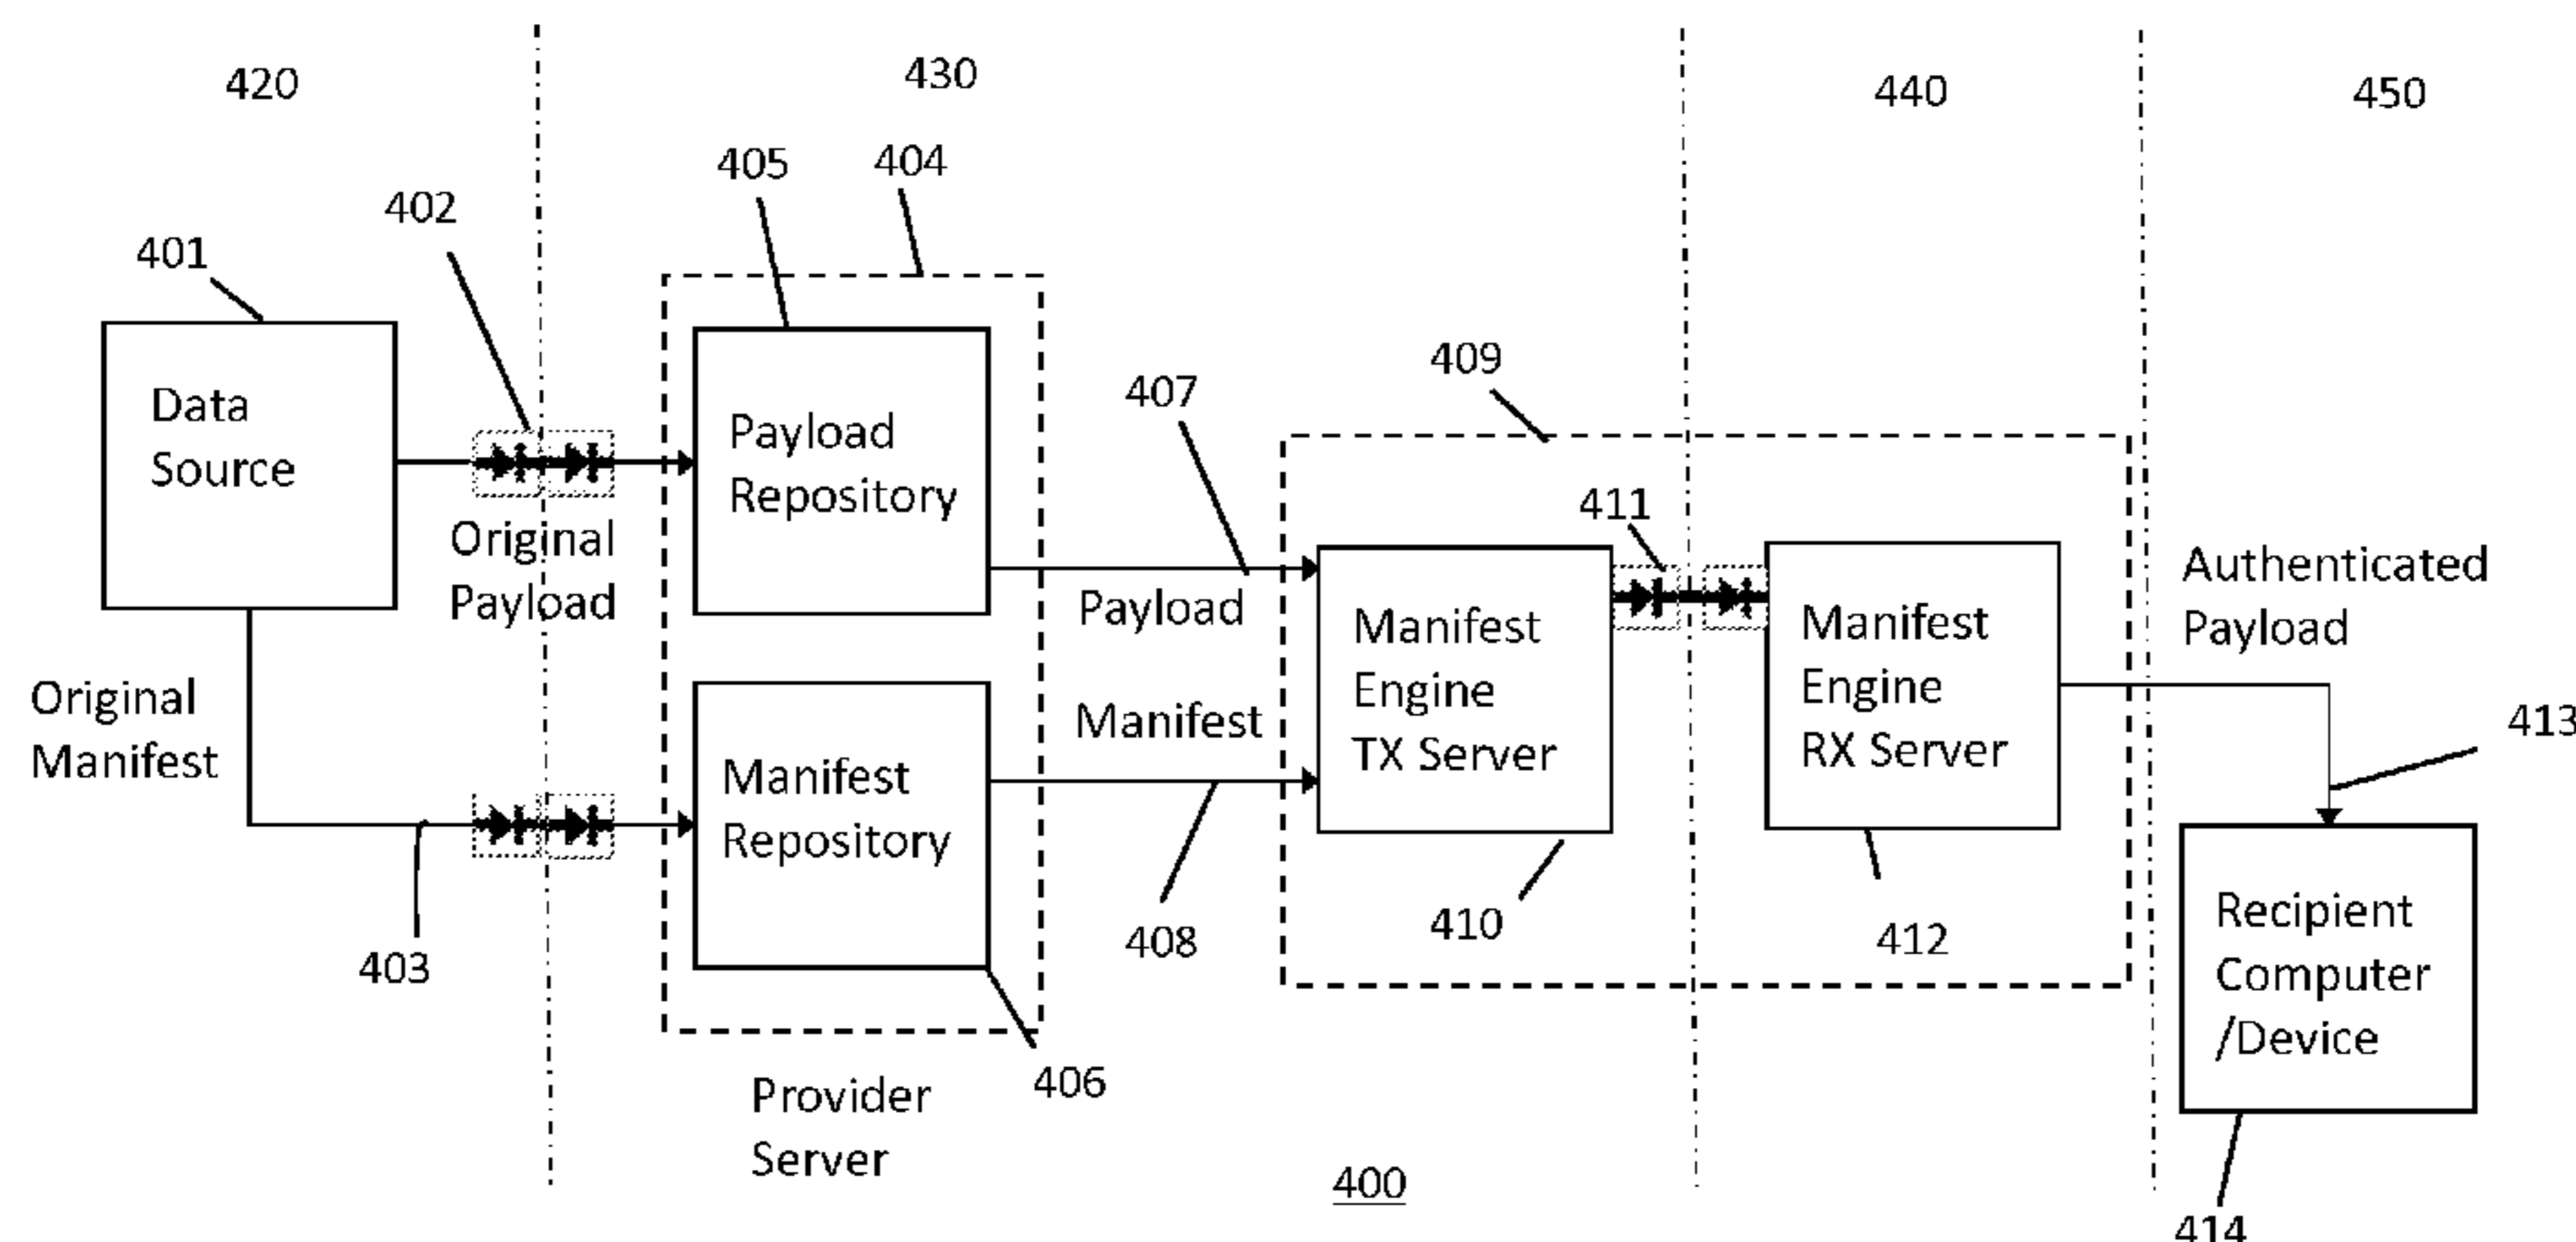 420
430
440
450
405
404
402
401
409
407
411
Data
Source
Payload
Repository
Original
Payload
Payload
Authenticated
Payload
Manifest
Engine
TX Server
Manifest
Engine
RX Server
Original
Manifest
Manifest
413
Manifest
Repository
403
408
410
412
Recipient
Computer
/Device
406
Provider
Server
400
414